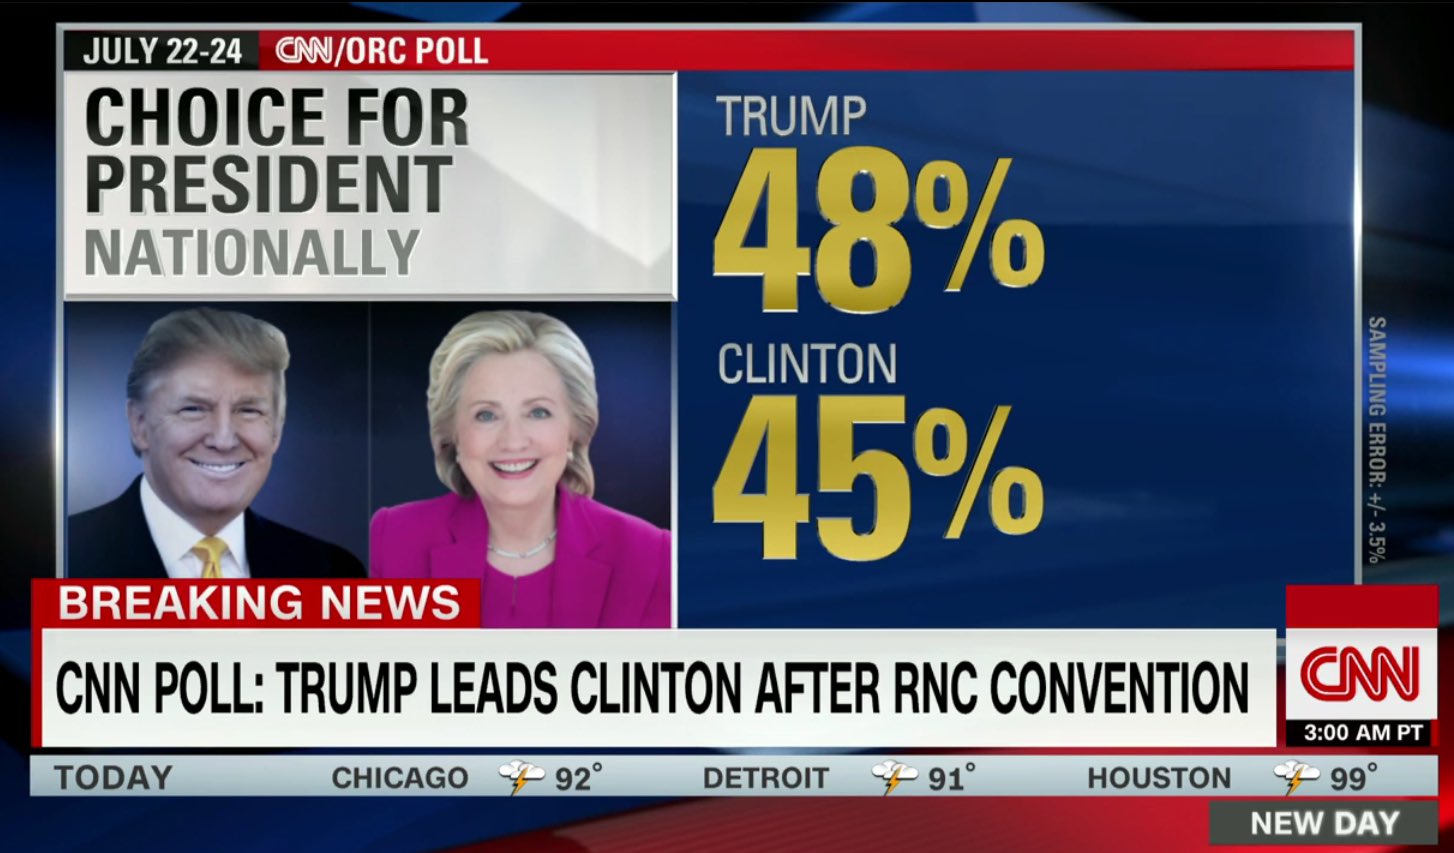 JULY 22-24 CNN/ORC POLL
CHOICE FOR
PRESIDENT
NATIONALLY
TRUMP
48%
CLINTON
45%
SAMPLING ERROR: +/- 3.5%
BREAKING NEWS
CNN POLL: TRUMP LEADS CLINTON AFTER RNC CONVENTION
CNN
3:00 AM PT
TODAY CHICAGO 92° DETROIT 91° HOUSTON 99°
NEW DAY